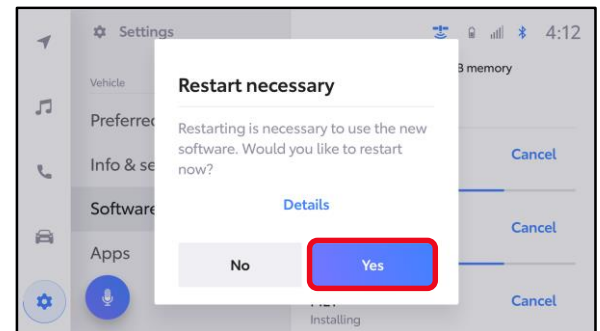 Settings
4:12
Vehicle
B memory
Preferred
Info & se
Software
Apps
Restart necessary
Restarting is necessary to use the new
software. Would you like to restart
now?
Details
No
Yes
Cancel
Cancel
Cancel
Installing